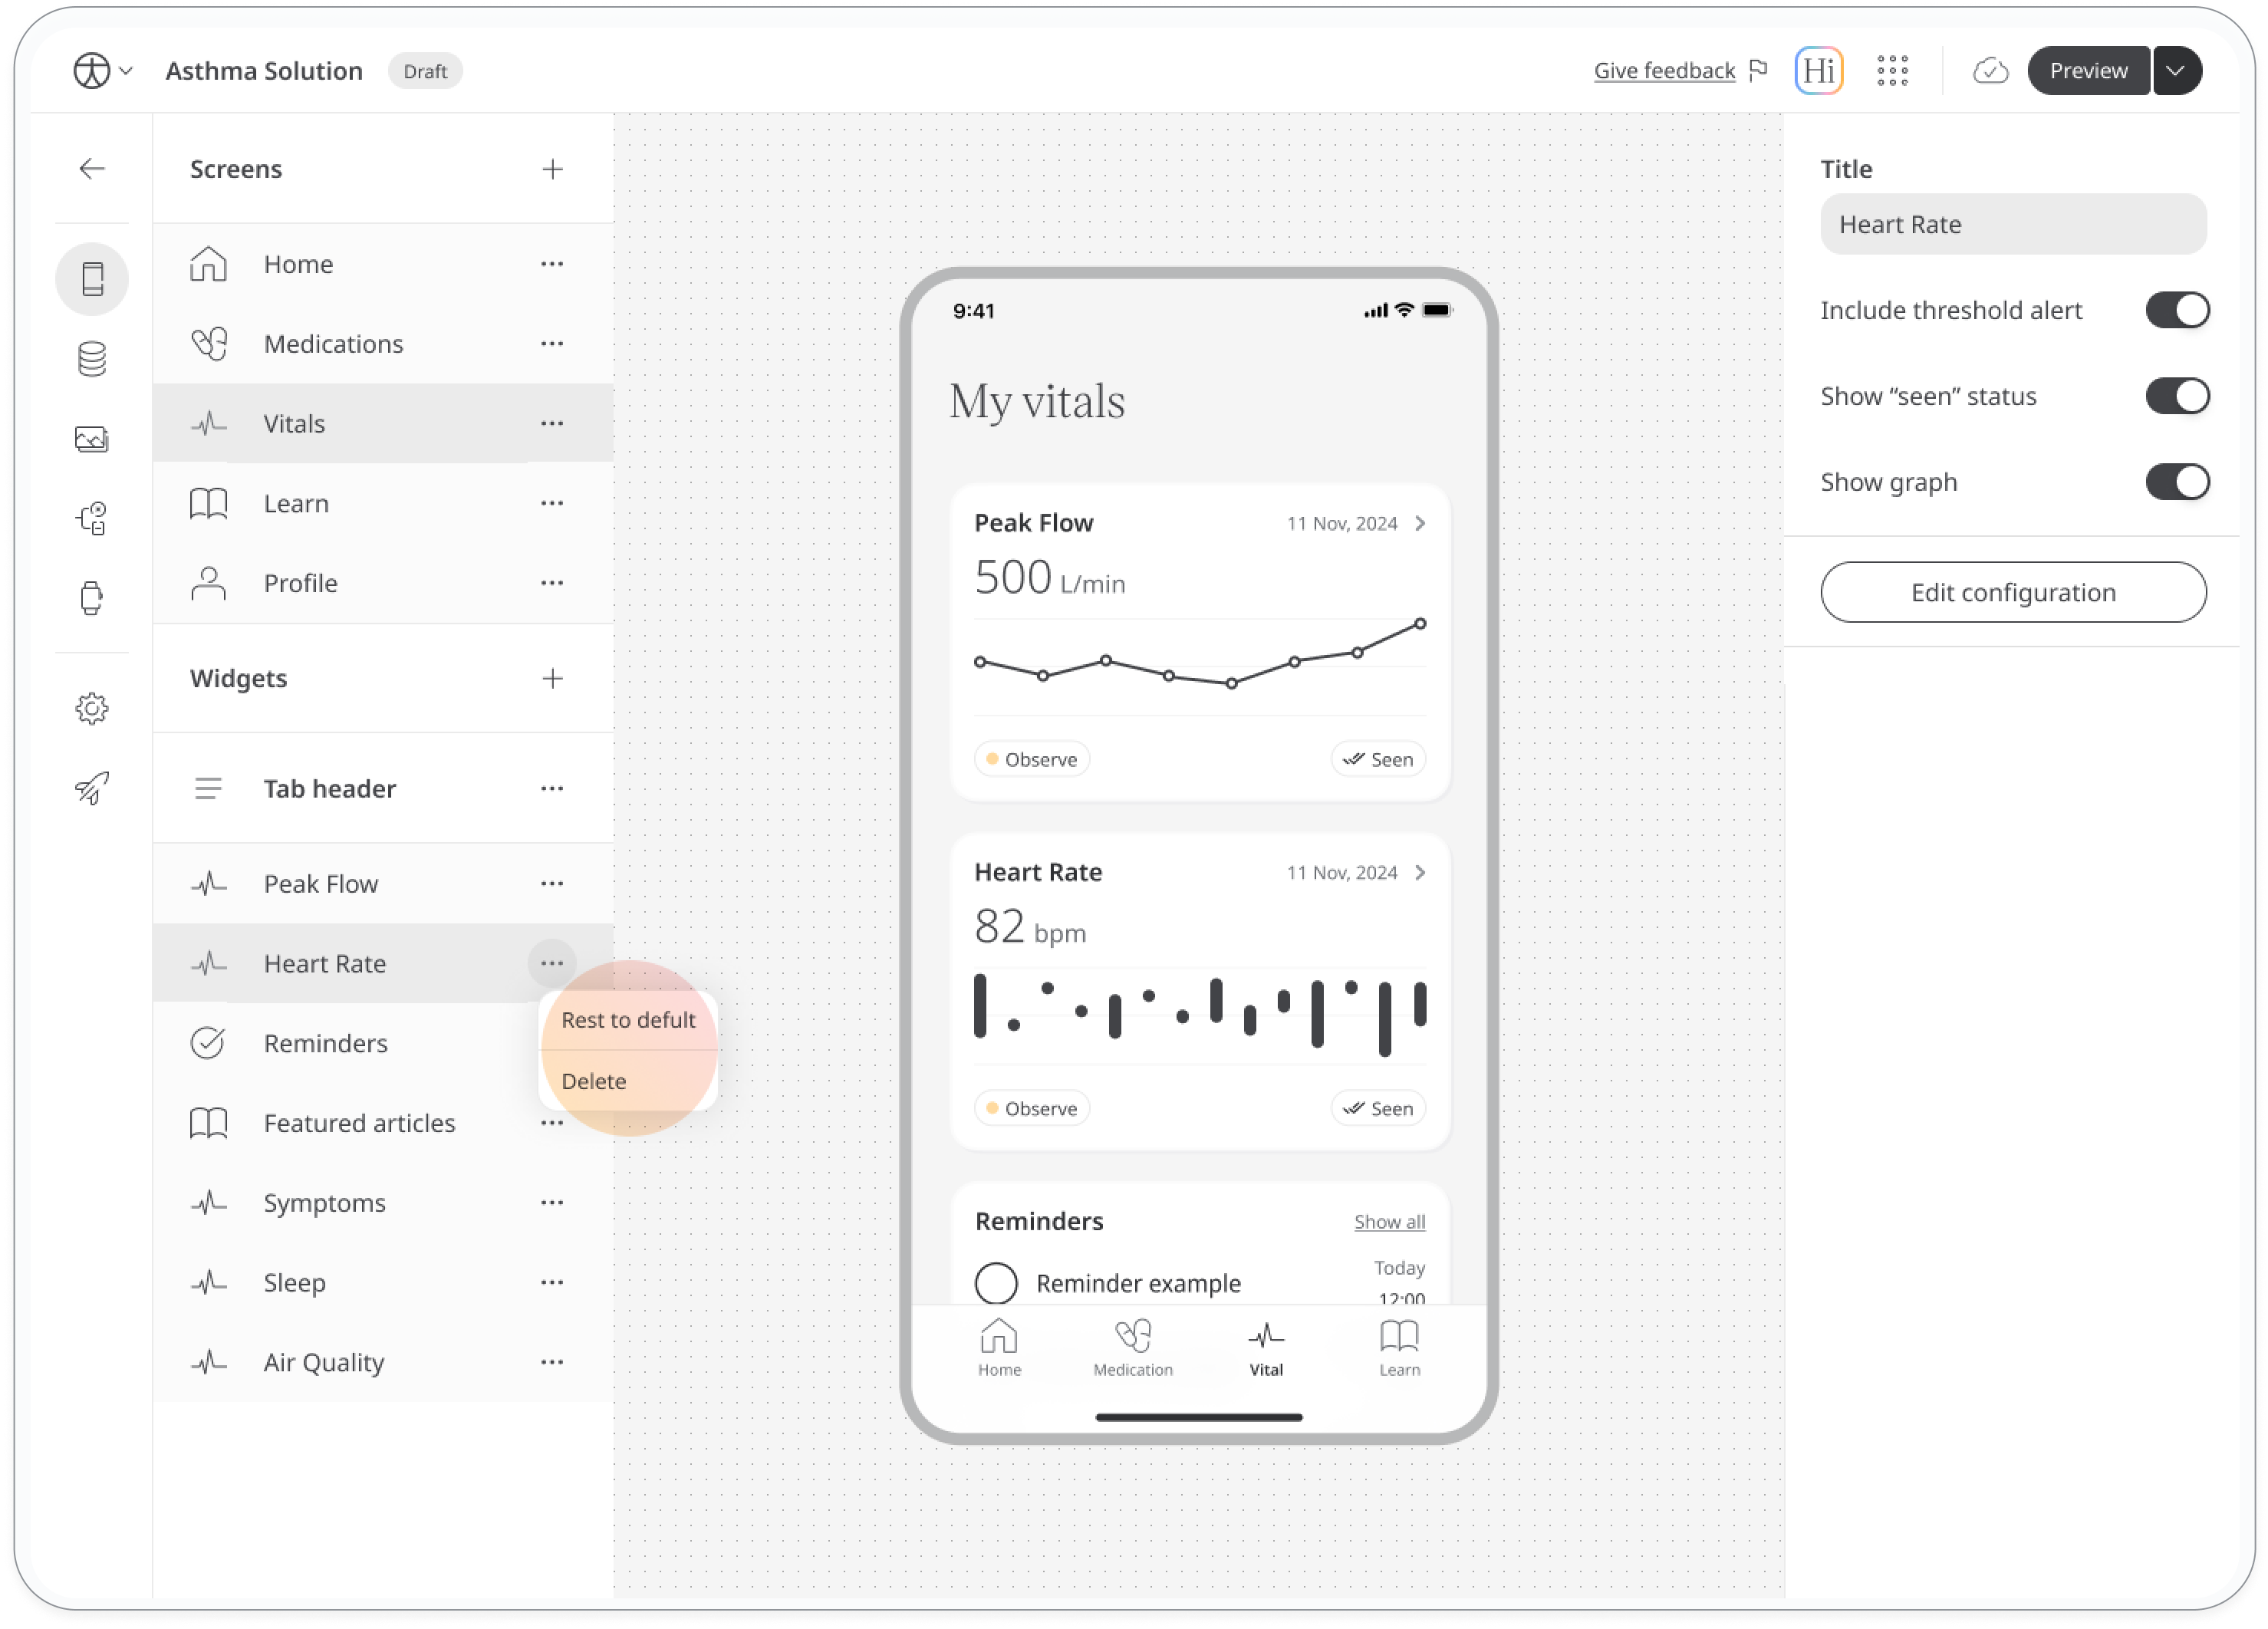 Asthma Solution
Draft
Give feedback
Hi
Preview
Screens
Home
Medications
Vitals
Learn
Profile
Widgets
Tab header
Peak Flow
Heart Rate
Rest to defult
Delete
Reminders
Featured articles
Symptoms
Sleep
Air Quality
9:41
My vitals
Peak Flow
11 Nov, 2024
500 L/min
Observe
Seen
Heart Rate
11 Nov, 2024
82 bpm
Observe
Seen
Reminders
Show all
Reminder example
Today
12:00
Home
Medication
Vital
Learn
Title
Heart Rate
Include threshold alert
Show “seen” status
Show graph
Edit configuration